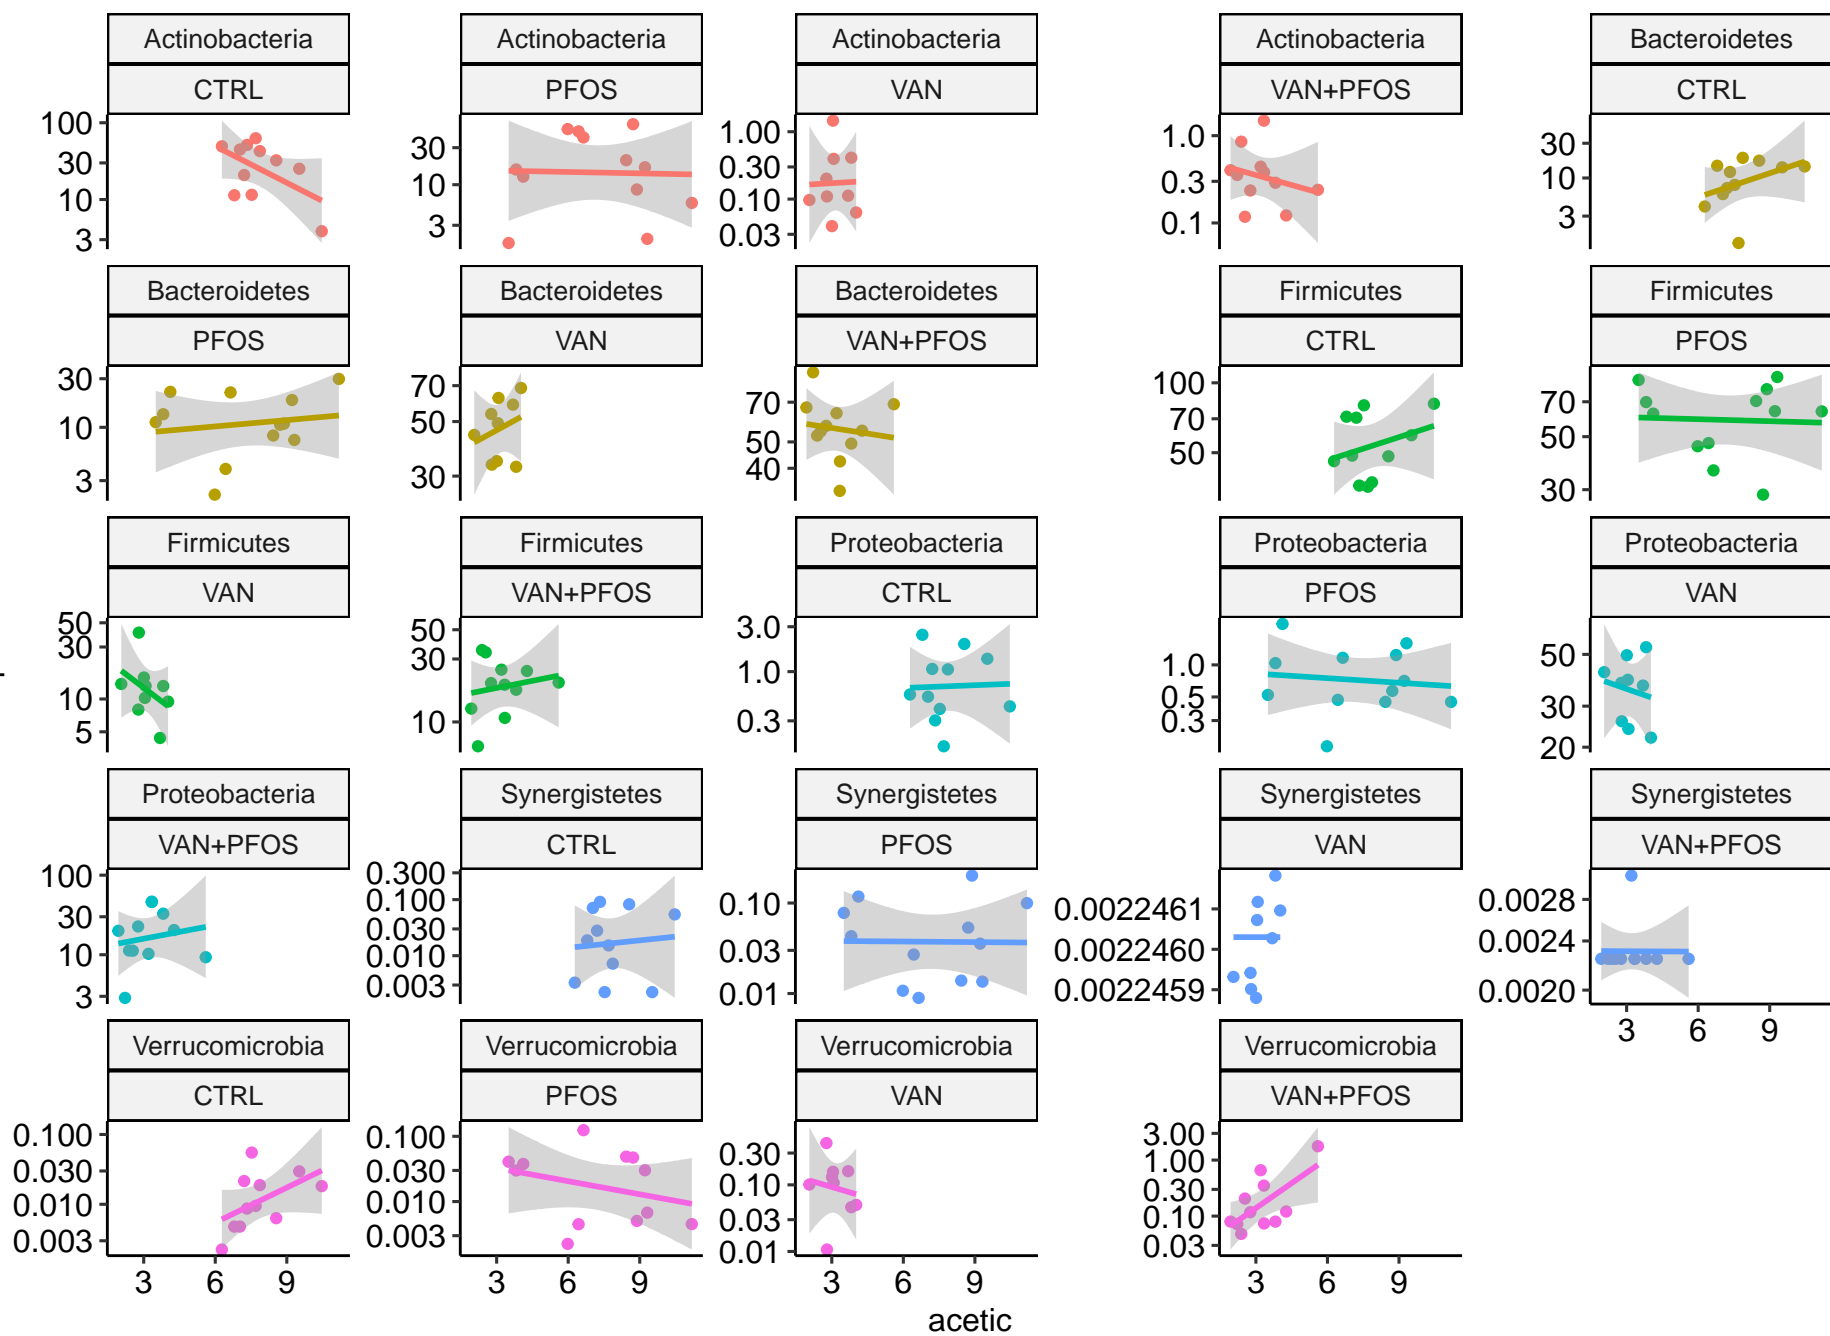 Actinobacteria Actinobacteria Actinobacteria Actinobacteria Bacteroidetes
CTRL PFOS VAN VAN+PFOS CTRL
100 30 10 3
30 10 3
1.00 0.30 0.10 0.03
1.0 0.3 0.1
30 10 3
Bacteroidetes Bacteroidetes Bacteroidetes Firmicutes Firmicutes
PFOS VAN VAN+PFOS CTRL PFOS
30 10 3
70 50 30
70 50 40
100 70 50
70 50 30
Firmicutes Firmicutes Proteobacteria Proteobacteria Proteobacteria
VAN VAN+PFOS CTRL PFOS VAN
50 30 10 5
50 30 10
3.0 1.0 0.3
1.0 0.5 0.3
50 30 20
Proteobacteria Synergistetes Synergistetes Synergistetes Synergistetes
VAN+PFOS CTRL PFOS VAN VAN+PFOS
100 30 10 3
0.300 0.100 0.030 0.010 0.003
0.10 0.03 0.01
0.0022461 0.0022460 0.0022459
0.0028 0.0024 0.0020
3 6 9
Verrucomicrobia Verrucomicrobia Verrucomicrobia Verrucomicrobia
CTRL PFOS VAN VAN+PFOS
0.100 0.030 0.010 0.003
0.100 0.030 0.010 0.003
0.30 0.10 0.03 0.01
3.00 1.00 0.30 0.10 0.03
3 6 9 3 6 9 3 6 9 3 6 9
acetic